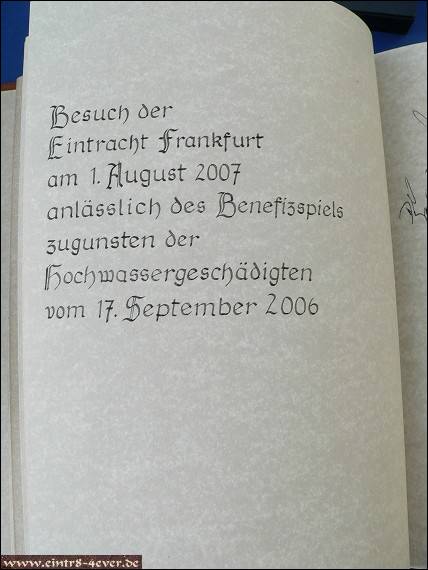 Besuch der
Eintracht Frankfurt
am 1. August 2007
anlässlich des Benefizspiels
zugunsten der
Hochwassergeschädigten
vom 17. September 2006
www.eintr8-4ever.de